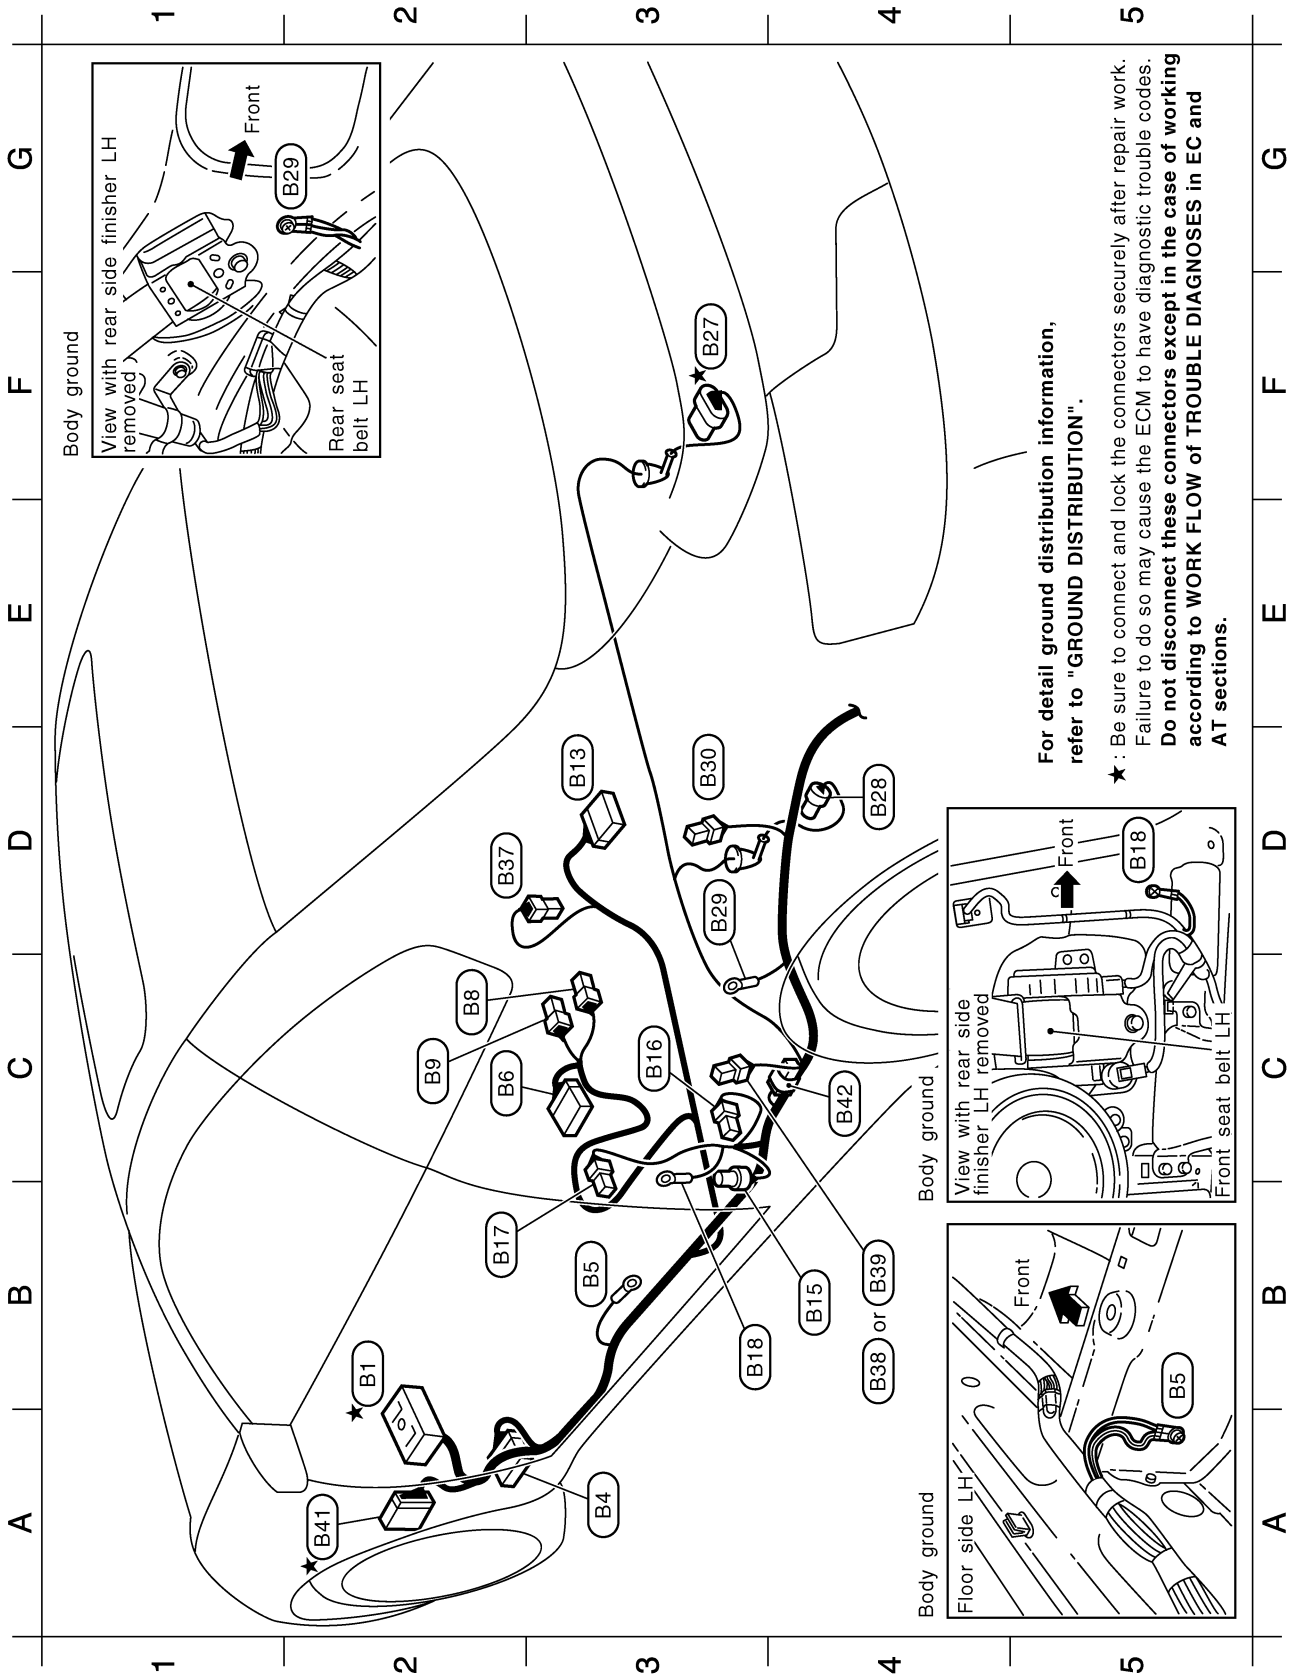 1
2
3
4
5
G
F
E
D
C
B
A
Body ground
View with rear side finisher LH
removed
Front
B29
Rear seat
belt LH
★ B1
★ B41
B4
B5
B17
B6
B9
B8
B37
B13
B16
B30
B29
★ B27
B28
B42
B18
B15
B38 or B39
Body ground
Floor side LH
Front
B5
Body ground
View with rear side
finisher LH removed
Front
B18
Front seat belt LH
For detail ground distribution information,
refer to "GROUND DISTRIBUTION".
★ : Be sure to connect and lock the connectors securely after repair work.
Failure to do so may cause the ECM to have diagnostic trouble codes.
Do not disconnect these connectors except in the case of working
according to WORK FLOW of TROUBLE DIAGNOSES in EC and
AT sections.
G
F
E
D
C
B
A
1
2
3
4
5